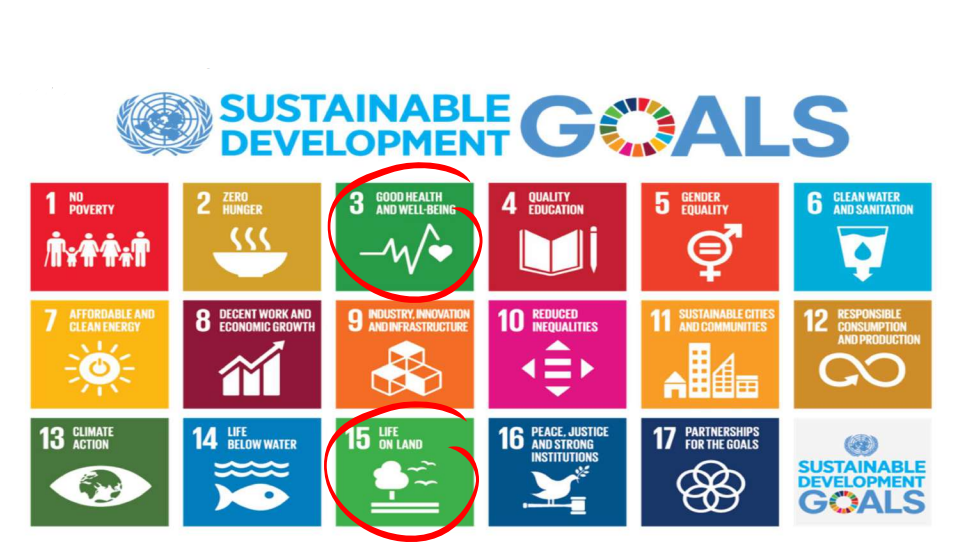 SUSTAINABLE
DEVELOPMENT
GOALS
1 NO
POVERTY
2 ZERO
HUNGER
3 GOOD HEALTH
AND WELL-BEING
4 QUALITY
EDUCATION
5 GENDER
EQUALITY
6 CLEAN WATER
AND SANITATION
7 AFFORDABLE AND
CLEAN ENERGY
8 DECENT WORK AND
ECONOMIC GROWTH
9 INDUSTRY, INNOVATION
AND INFRASTRUCTURE
10 REDUCED
INEQUALITIES
11 SUSTAINABLE CITIES
AND COMMUNITIES
12 RESPONSIBLE
CONSUMPTION
AND PRODUCTION
13 CLIMATE
ACTION
14 LIFE
BELOW WATER
15 LIFE
ON LAND
16 PEACE, JUSTICE
AND STRONG
INSTITUTIONS
17 PARTNERSHIPS
FOR THE GOALS
SUSTAINABLE
DEVELOPMENT
GOALS